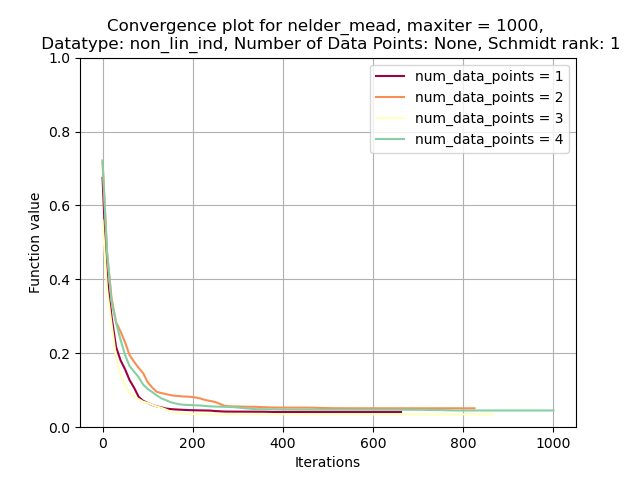 Convergence plot for nelder_mead, maxiter = 1000,
Datatype: non_lin_ind, Number of Data Points: None, Schmidt rank: 1
1.0
0.8
0.6
0.4
0.2
0.0
Function value
num_data_points = 1
num_data_points = 2
num_data_points = 3
num_data_points = 4
0 200 400 600 800 1000
Iterations